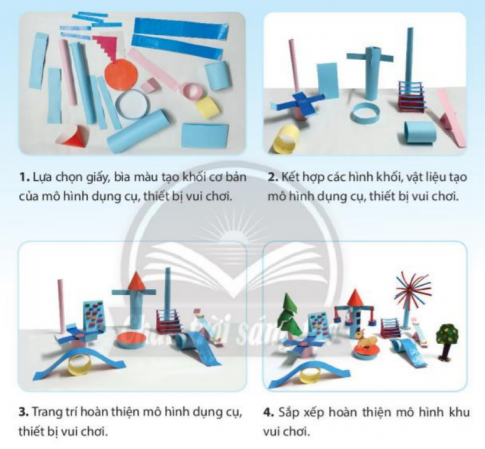 1. Lựa chọn giấy, bìa màu tạo khối cơ bản
của mô hình dụng cụ, thiết bị vui chơi.
2. Kết hợp các hình khối, vật liệu tạo
mô hình dụng cụ, thiết bị vui chơi.
3. Trang trí hoàn thiện mô hình dụng cụ,
thiết bị vui chơi.
4. Sắp xếp hoàn thiện mô hình khu
vui chơi.